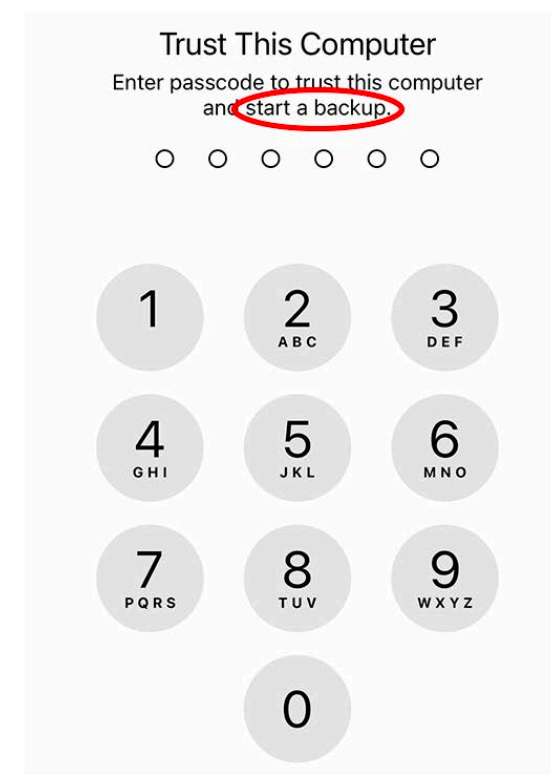 Trust This Computer
Enter passcode to trust this computer
and start a backup.
1 2 3
ABC DEF
4 5 6
GHI JKL MNO
7 8 9
PQRS TUV WXYZ
0